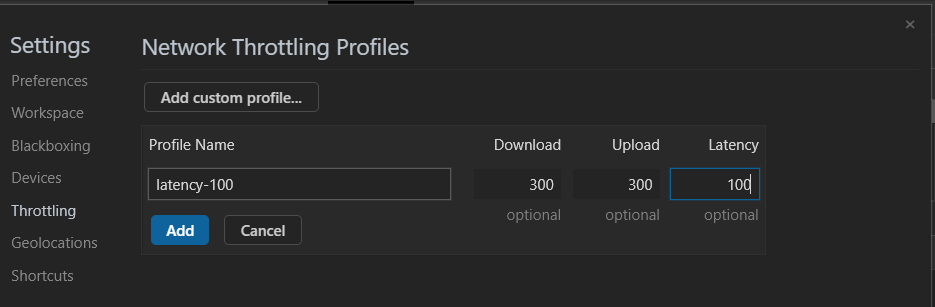 Settings
Preferences
Workspace
Blackboxing
Devices
Throttling
Geolocations
Shortcuts
Network Throttling Profiles
×
Add custom profile...
Profile Name Download Upload Latency
latency-100 300 300 100
optional optional optional
Add Cancel